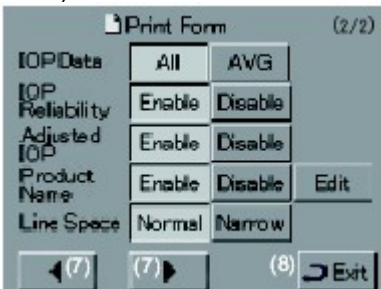 Print Form (2/2)
IOP Data All AVG
IOP Reliability Enable Disable
Adjusted IOP Enable Disable
Product Name Enable Disable Edit
Line Space Normal Narrow
(7) (7) (8) Exit